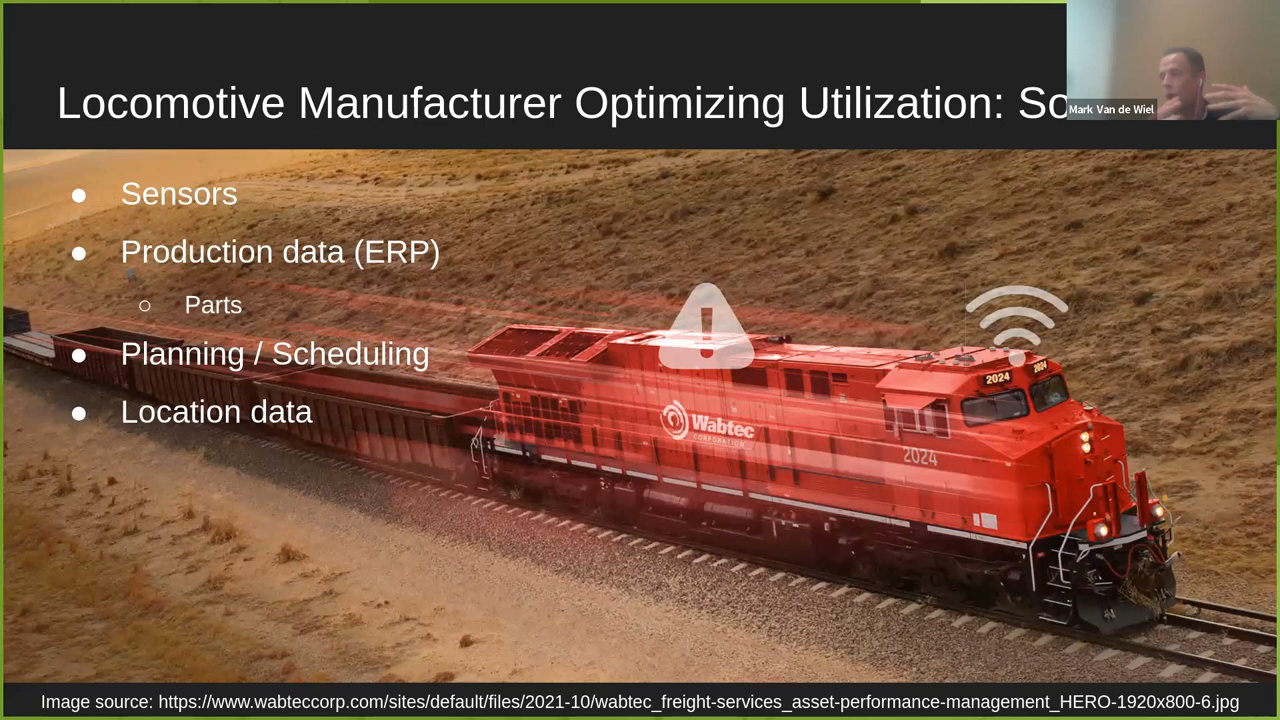 Locomotive Manufacturer Optimizing Utilization: So
Mark Van de Wiel
● Sensors
● Production data (ERP)
○ Parts
● Planning / Scheduling
● Location data
2024
2024
Wabtec
CORPORATION
2024
Image source: https://www.wabteccorp.com/sites/default/files/2021-10/wabtec_freight-services_asset-performance-management_HERO-1920x800-6.jpg